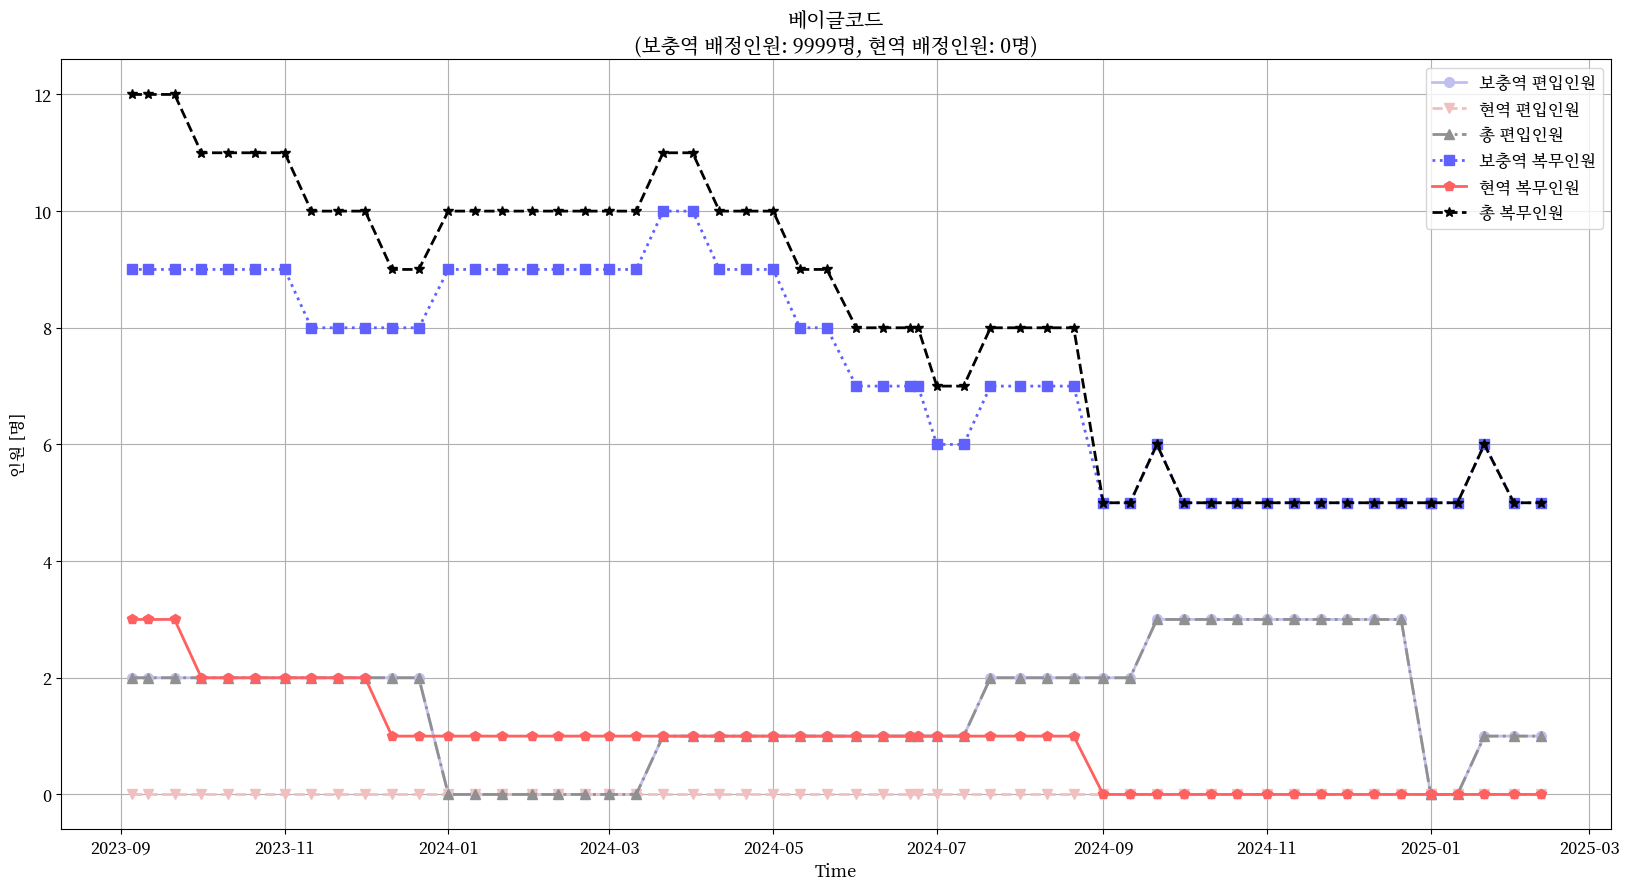 베이글코드
(보충역 배정인원: 9999명, 현역 배정인원: 0명)
보충역 편입인원
현역 편입인원
총 편입인원
보충역 복무인원
현역 복무인원
총 복무인원
인원 [명]
12
10
8
6
4
2
0
2023-09
2023-11
2024-01
2024-03
2024-05
2024-07
2024-09
2024-11
2025-01
2025-03
Time